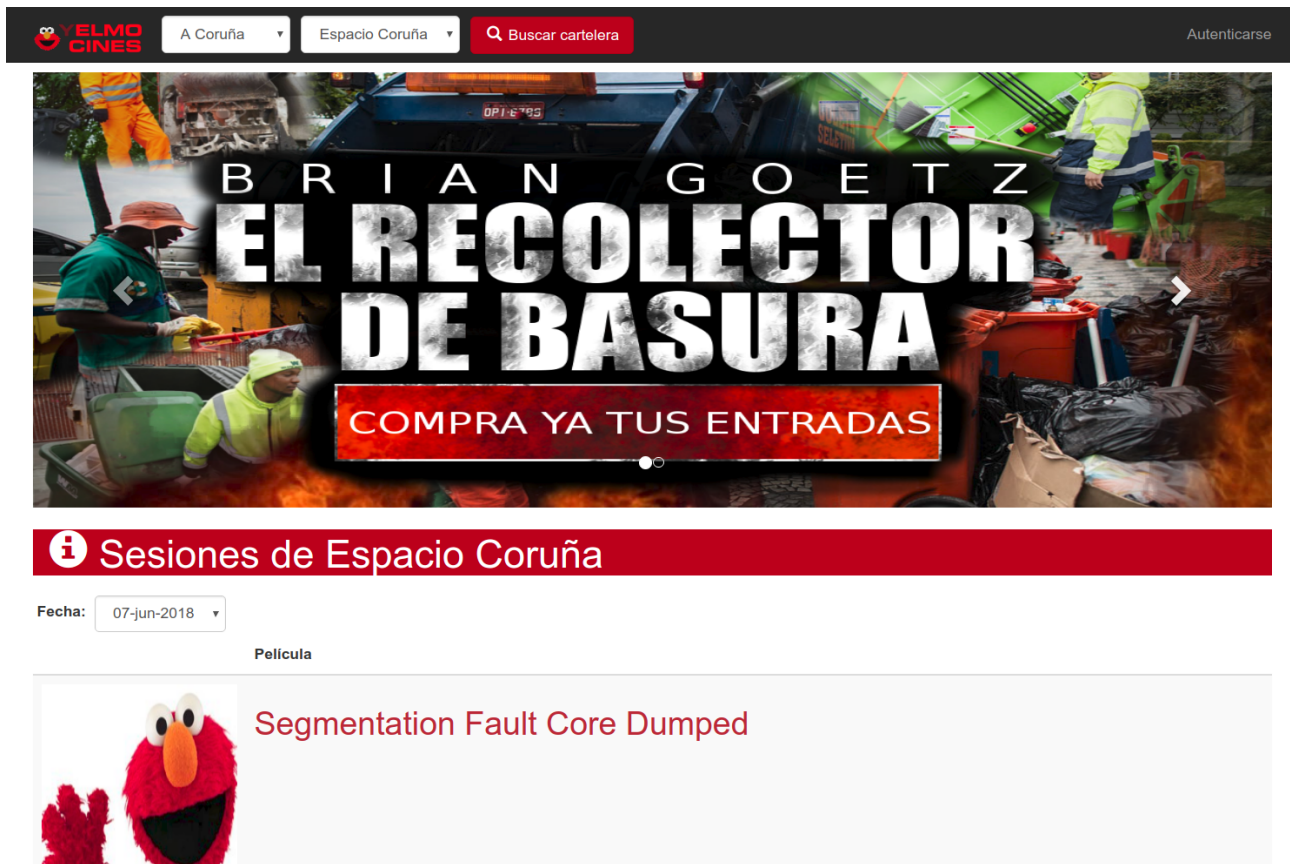 YELMO
CINES
A Coruña
Espacio Coruña
Buscar cartelera
Autenticarse
BRIAN GOETZ
EL RECOLECTOR
DE BASURA
COMPRA YA TUS ENTRADAS
Sesiones de Espacio Coruña
Fecha: 07-jun-2018
Película
Segmentation Fault Core Dumped